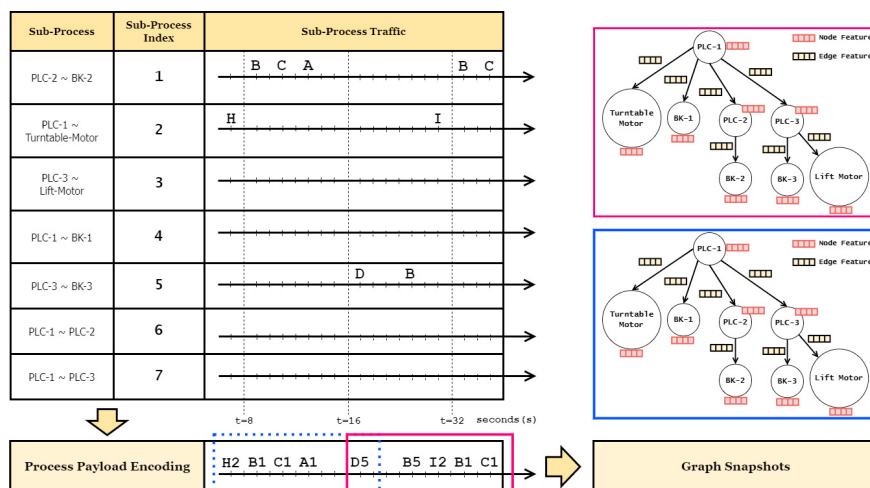 Sub-Process
Sub-Process
Index
Sub-Process Traffic
PLC-2 ~ BK-2
1
B C A B C
PLC-1 ~
Turntable-Motor
2
H I
PLC-3 ~
Lift-Motor
3
PLC-1 ~ BK-1
4
PLC-3 ~ BK-3
5
D B
PLC-1 ~ PLC-2
6
PLC-1 ~ PLC-3
7
t=8 t=16 t=32 seconds(s)
Process Payload Encoding
H2 B1 C1 A1 D5 B5 I2 B1 C1
PLC-1
Node Feature
Edge Feature
Turntable
Motor
BK-1
PLC-2
PLC-3
BK-2
BK-3
Lift Motor
PLC-1
Node Feature
Edge Feature
Turntable
Motor
BK-1
PLC-2
PLC-3
BK-2
BK-3
Lift Motor
Graph Snapshots